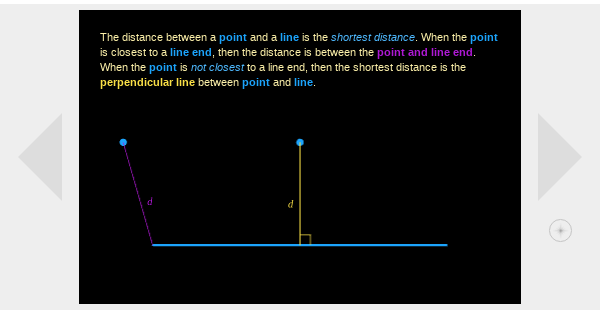 The distance between a point and a line is the shortest distance. When the point
is closest to a line end, then the distance is between the point and line end.
When the point is not closest to a line end, then the shortest distance is the
perpendicular line between point and line.
d
d